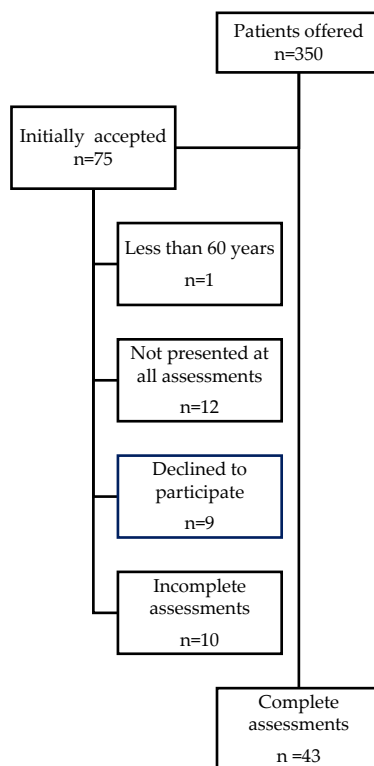 Patients offered
n=350
Initially accepted
n=75
Less than 60 years
n=1
Not presented at
all assessments
n=12
Declined to
participate
n=9
Incomplete
assessments
n=10
Complete
assessments
n =43